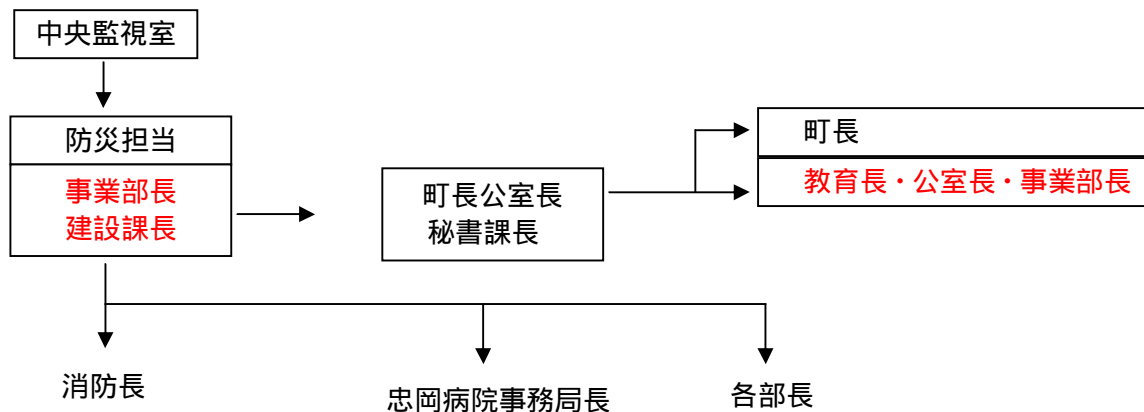 中央監視室
防災担当
事業部長
建設課長
町長公室長
秘書課長
町長
教育長・公室長・事業部長
消防長
忠岡病院事務局長
各部長